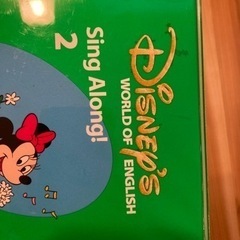 DISNEY'S
WORLD OF ENGLISH
Sing Along!
2